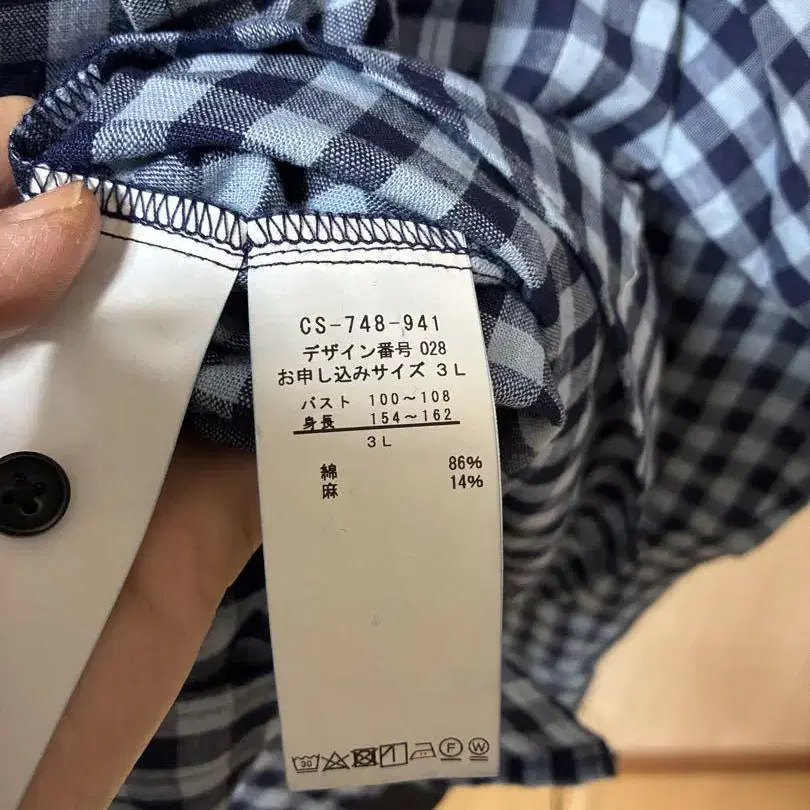 CS-748-941
デザイン番号 028
お申し込みサイズ 3L
バスト 100~108
身長 154~162
3L
綿 86%
麻 14%
30 F W